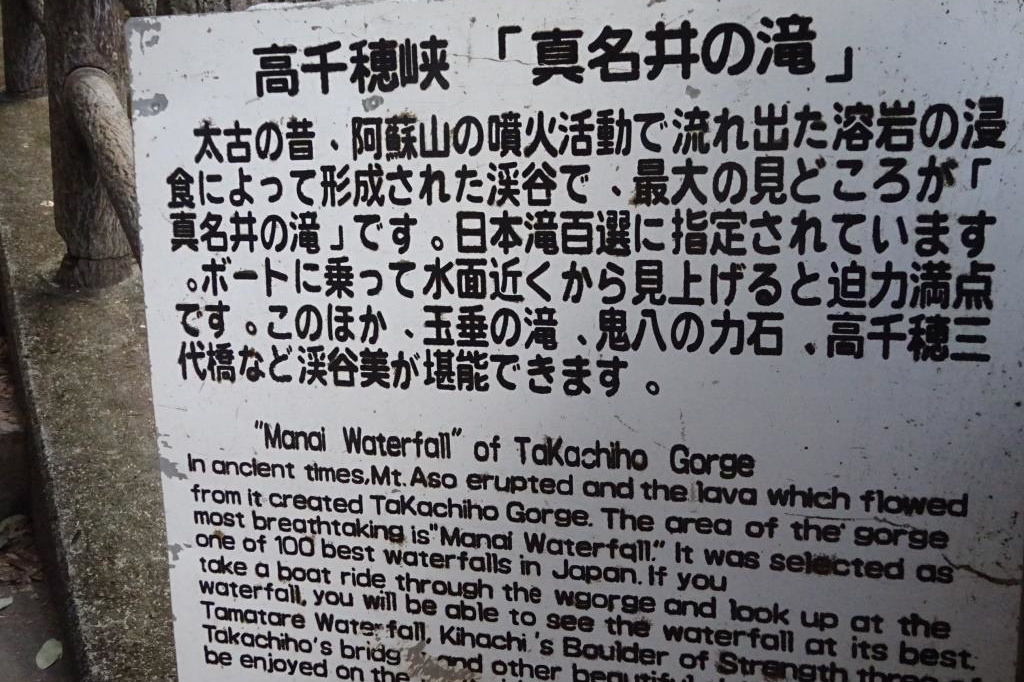 高千穂峡 「真名井の滝」
太古の昔、阿蘇山の噴火活動で流れ出た溶岩の浸
食によって形成された渓谷で、最大の見どころが「
真名井の滝」です。日本滝百選に指定されています
。ボートに乗って水面近くから見上げると迫力満点
です。このほか、玉垂の滝、鬼八の力石、高千穂三
代橋など渓谷美が堪能できます。
"Manai Waterfall" of TaKachiho Gorge
In ancient times,Mt.Aso erupted and the lava which flowed
from it created TaKachiho Gorge. The area of the gorge
most breathtaking is"Manai Waterfall." It was selected as
one of 100 best waterfalls in Japan. If you
take a boat ride through the wgorge and look up at the
waterfall, you will be able to see the waterfall at its best.
Tamatare Waterfall, Kihachi's Boulder of Strength three of
Takachiho's bridg and other beautiful
be enjoyed on the